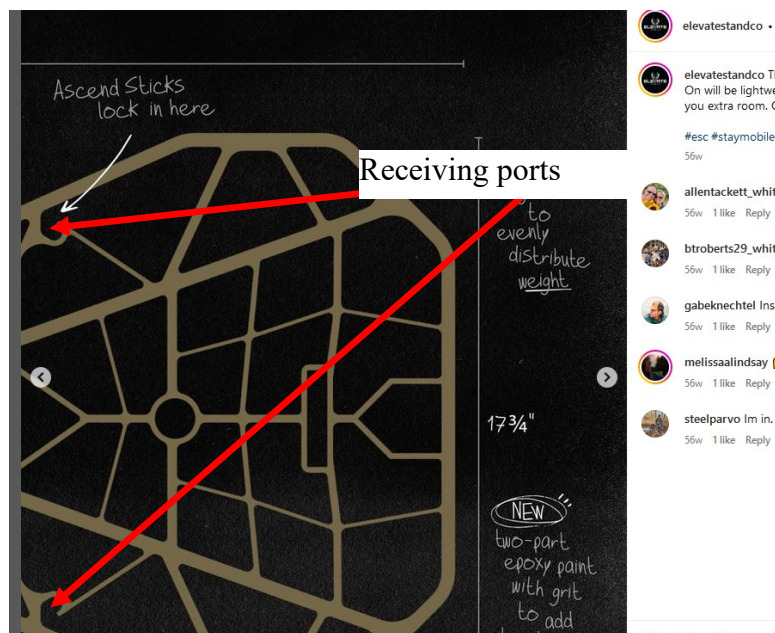 Ascend Sticks
lock in here
Receiving ports
to
evenly
distribute
weight
17 3/4"
NEW
two-part
epoxy paint
with grit
to add
elevatestandco •
elevatestandco
On will be lightwe
you extra room.
#esc #staymobile
56w
allentackett_whit
56w 1 like Reply
btroberts29_whit
56w 1 like Reply
gabeknechtel Ins
56w 1 like Reply
melissaalindsay
56w 1 like Reply
steelparvo Im in.
56w 1 like Reply